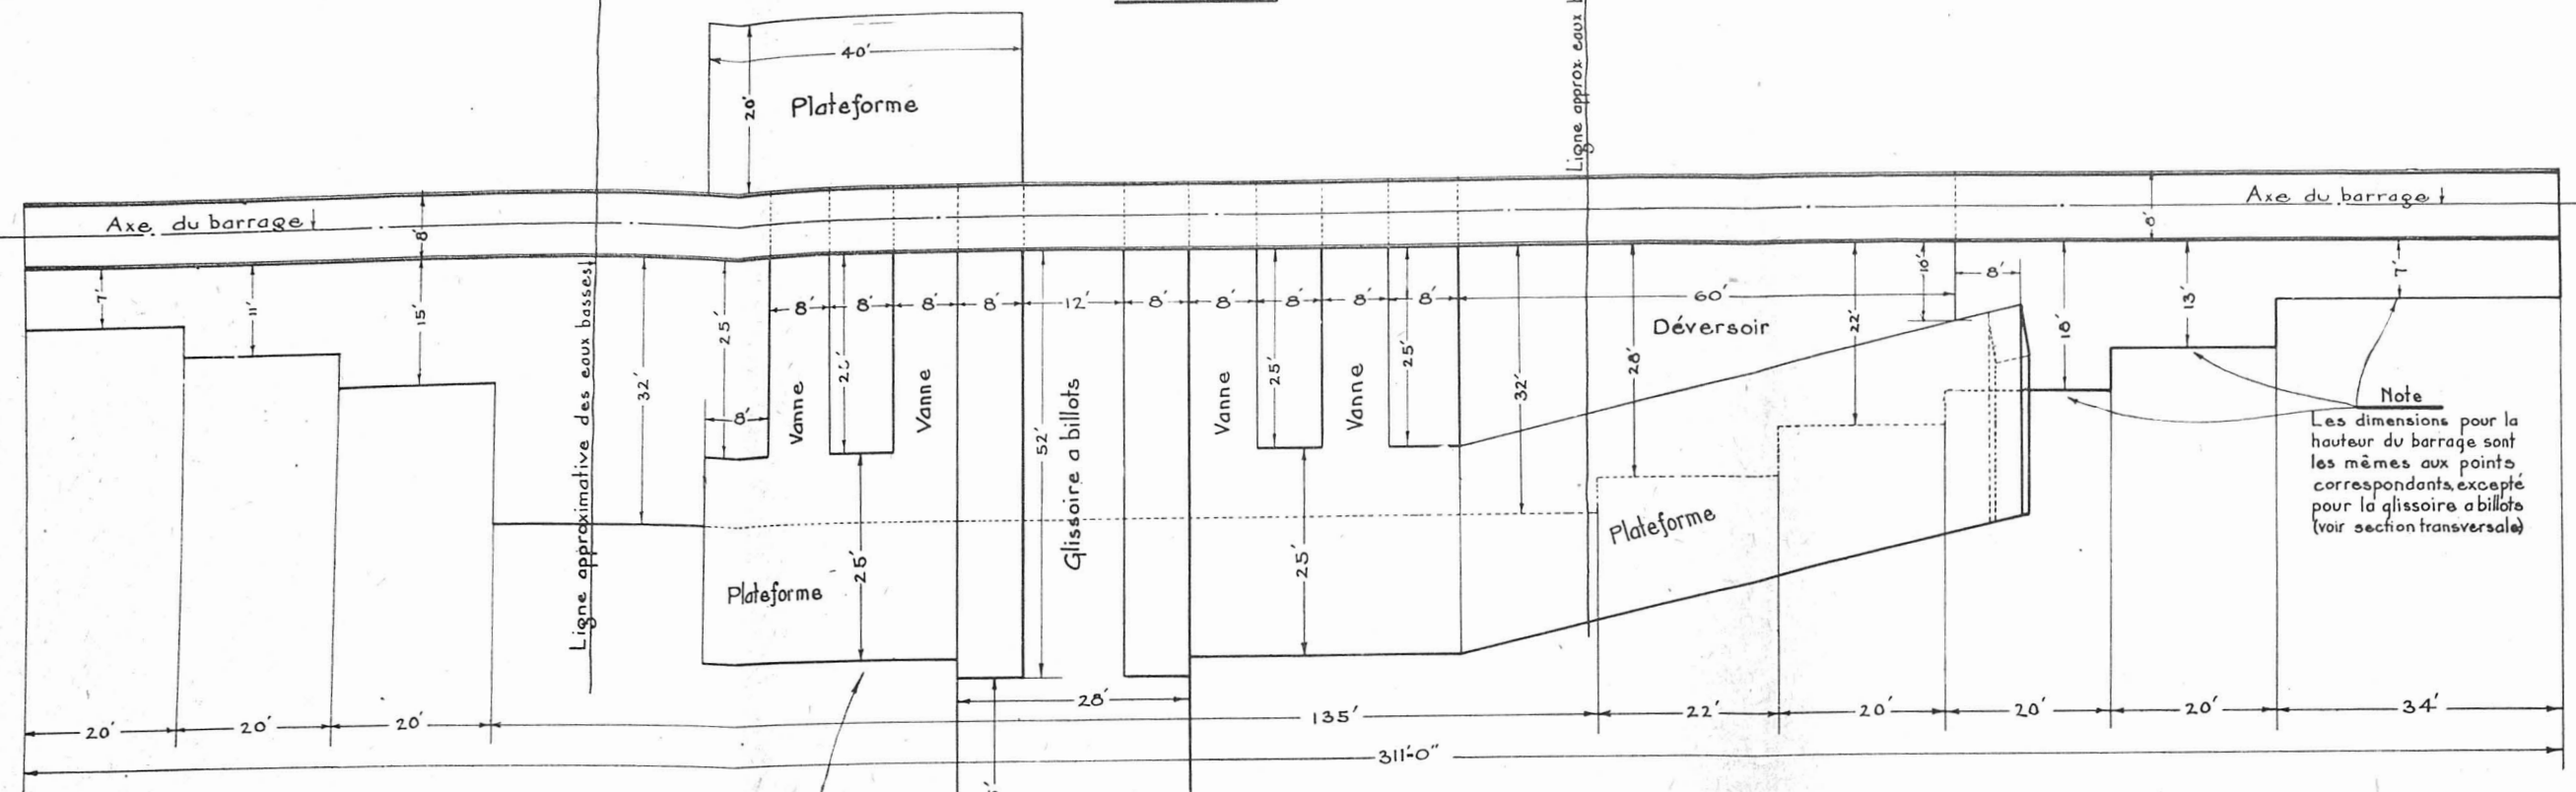 40'
20'
Plateforme
Ligne approx. eaux
Axe du barrage
8'
Axe du barrage
7'
11'
15'
Ligne approximative des eaux basses
32'
25'
8'
8'
8'
8'
8'
12'
8'
8'
8'
8'
8'
60'
10'
8'
7'
Vanne
Vanne
52'
Glissoire a billots
Vanne
25'
Vanne
25'
32'
28'
Déversoir
22'
18'
13'
Note
Les dimensions pour la
hauteur du barrage sont
les mêmes aux points
correspondants, excepté
pour la glissoire a billots
(voir section transversale)
Plateforme
25'
25'
Plateforme
28'
20'
20'
20'
135'
22'
20'
20'
20'
34'
311'-0"